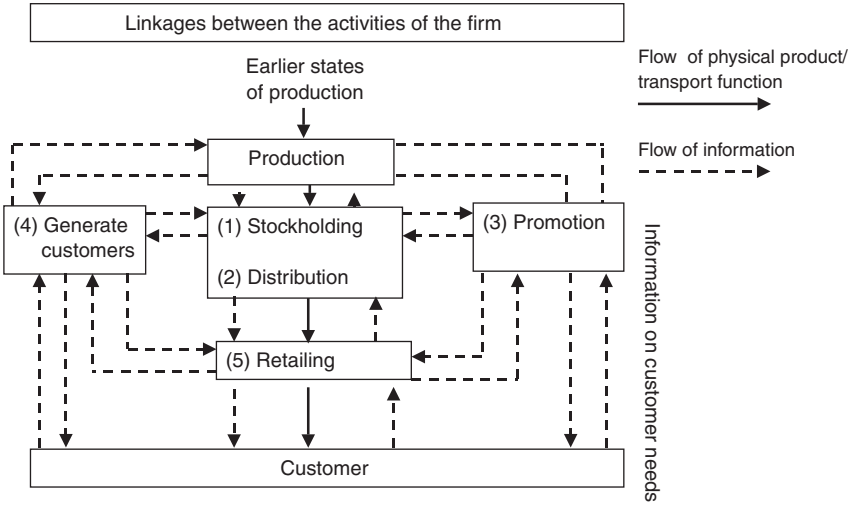 Linkages between the activities of the firm
Earlier states
of production
Flow of physical product/
transport function
Flow of information
Production
(4) Generate
customers
(1) Stockholding
(2) Distribution
(3) Promotion
(5) Retailing
Customer
Information on customer needs